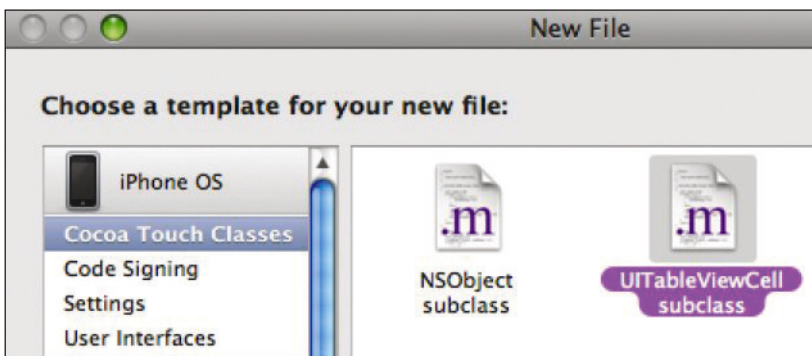 New File
Choose a template for your new file:
iPhone OS
Cocoa Touch Classes
Code Signing
Settings
User Interfaces
.m
NSObject
subclass
.m
UITableViewCell
subclass